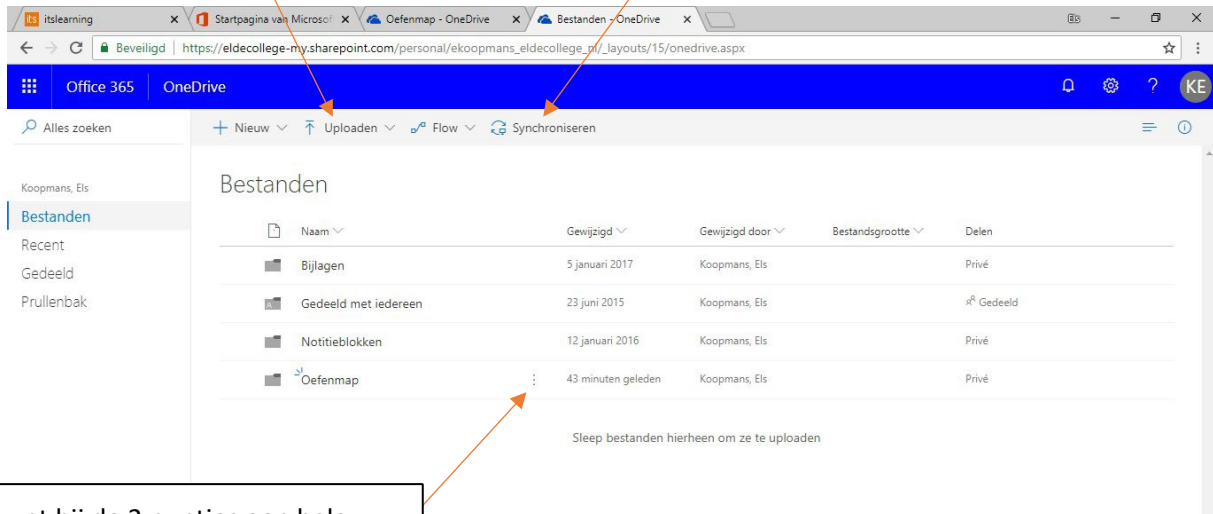 itslearning
Startpagina van Microsof
Oefenmap - OneDrive
Bestanden - OneDrive
Beveiligd https://eldecollege-my.sharepoint.com/personal/ekoopmans_eldecollege_nl/_layouts/15/onedrive.aspx
Office 365 OneDrive ? KE
Alles zoeken + Nieuw Uploaden Flow Synchroniseren
Koopmans, Els
Bestanden
Recent
Gedeeld
Prullenbak
Bestanden
Naam Gewijzigd Gewijzigd door Bestandsgrootte Delen
Bijlagen 5 januari 2017 Koopmans, Els Privé
Gedeeld met iedereen 23 juni 2015 Koopmans, Els Gedeeld
Notitieblokken 12 januari 2016 Koopmans, Els Privé
Oefenmap 43 minuten geleden Koopmans, Els Privé
Sleep bestanden hierheen om ze te uploaden